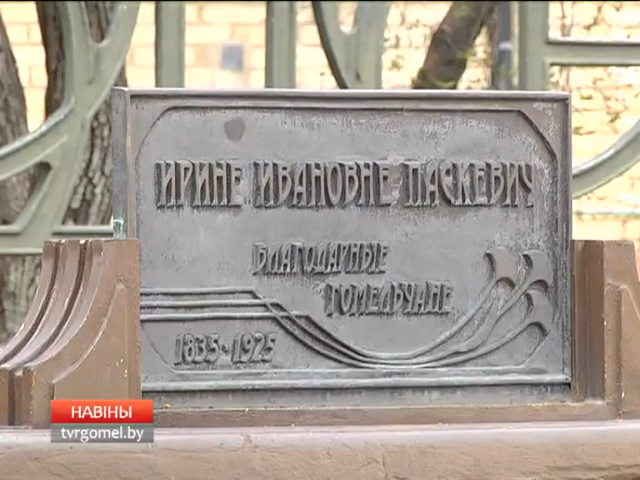 ИРИНЕ ИВАНОВНЕ ПАСКЕВИЧ
БЛАГОДАРНЫЕ
ГОМЕЛЬЧАНЕ
1835-1925
НАВІНЫ
tvrgomel.by